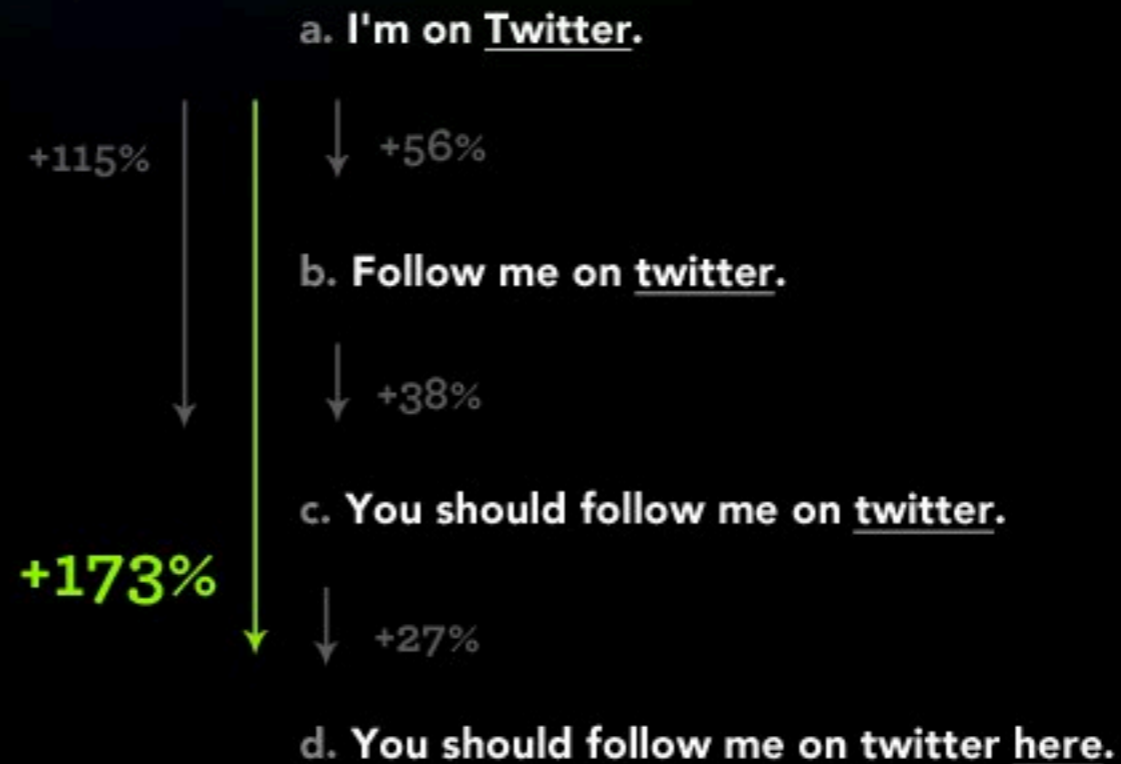 a. I'm on Twitter.
+115%
+56%
b. Follow me on twitter.
+38%
c. You should follow me on twitter.
+173%
+27%
d. You should follow me on twitter here.